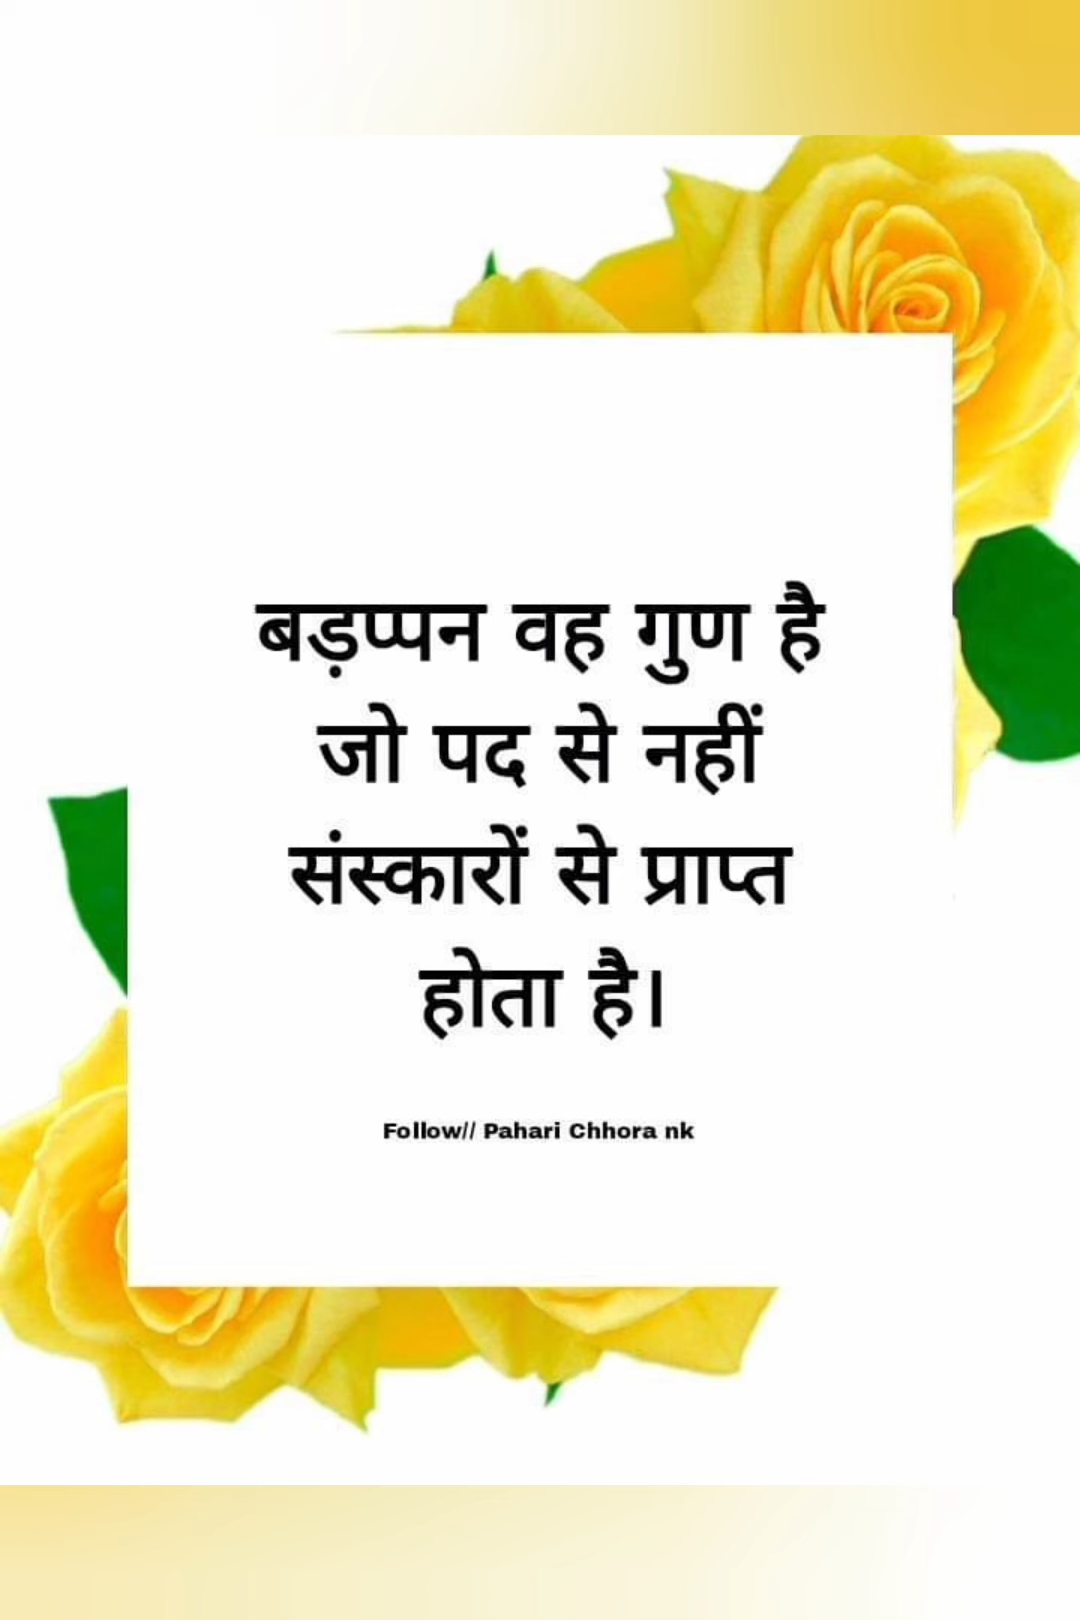 बड़प्पन वह गुण है
जो पद से नहीं
संस्कारों से प्राप्त
होता है।
Follow// Pahari Chhora nk